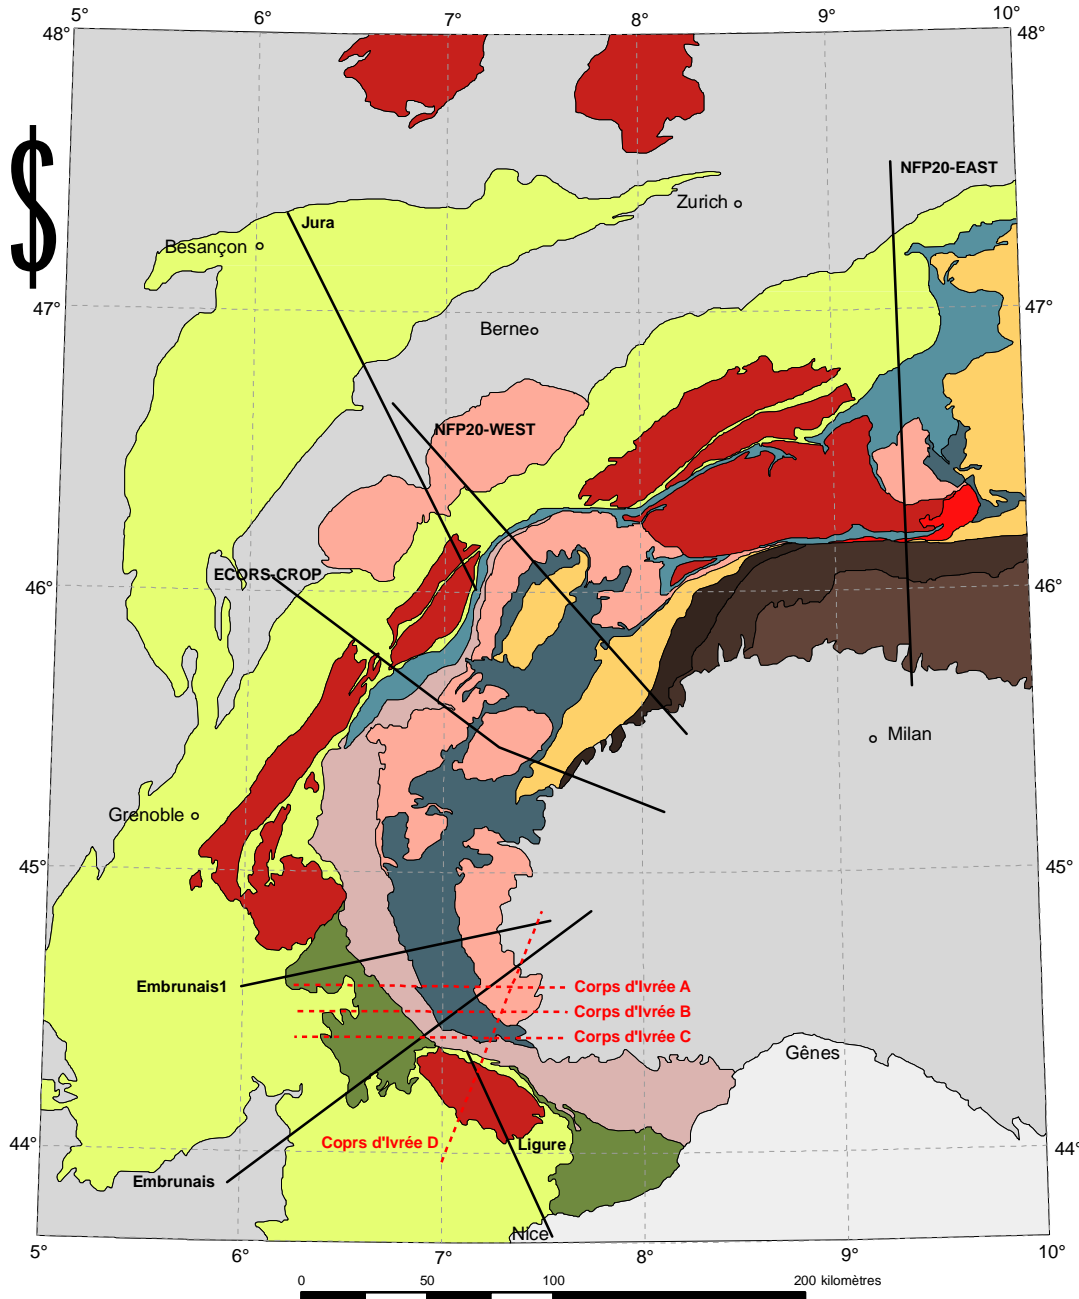 5° 6° 7° 8° 9° 10°
48° 48°
$
NFP20-EAST
Zurich
Jura
Besançon
47° 47°
Berne
NFP20-WEST
ECORS-CROP
46° 46°
Milan
Grenoble
45° 45°
Embrunais1
Corps d'Ivrée A
Corps d'Ivrée B
Corps d'Ivrée C
Gênes
Coprs d'Ivrée D
Ligure
44° 44°
Embrunais
Nice
5° 6° 7° 8° 9° 10°
0 50 100 200 kilomètres